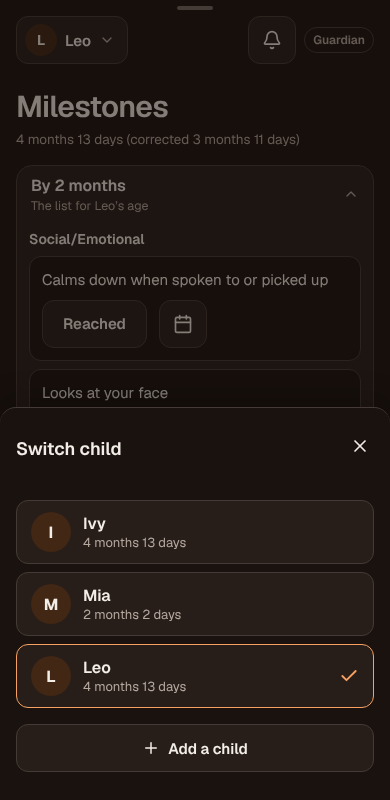 L Leo
Guardian
Milestones
4 months 13 days (corrected 3 months 11 days)
By 2 months
The list for Leo's age
Social/Emotional
Calms down when spoken to or picked up
Reached
Looks at your face
Switch child
I
Ivy
4 months 13 days
M
Mia
2 months 2 days
L
Leo
4 months 13 days
Add a child